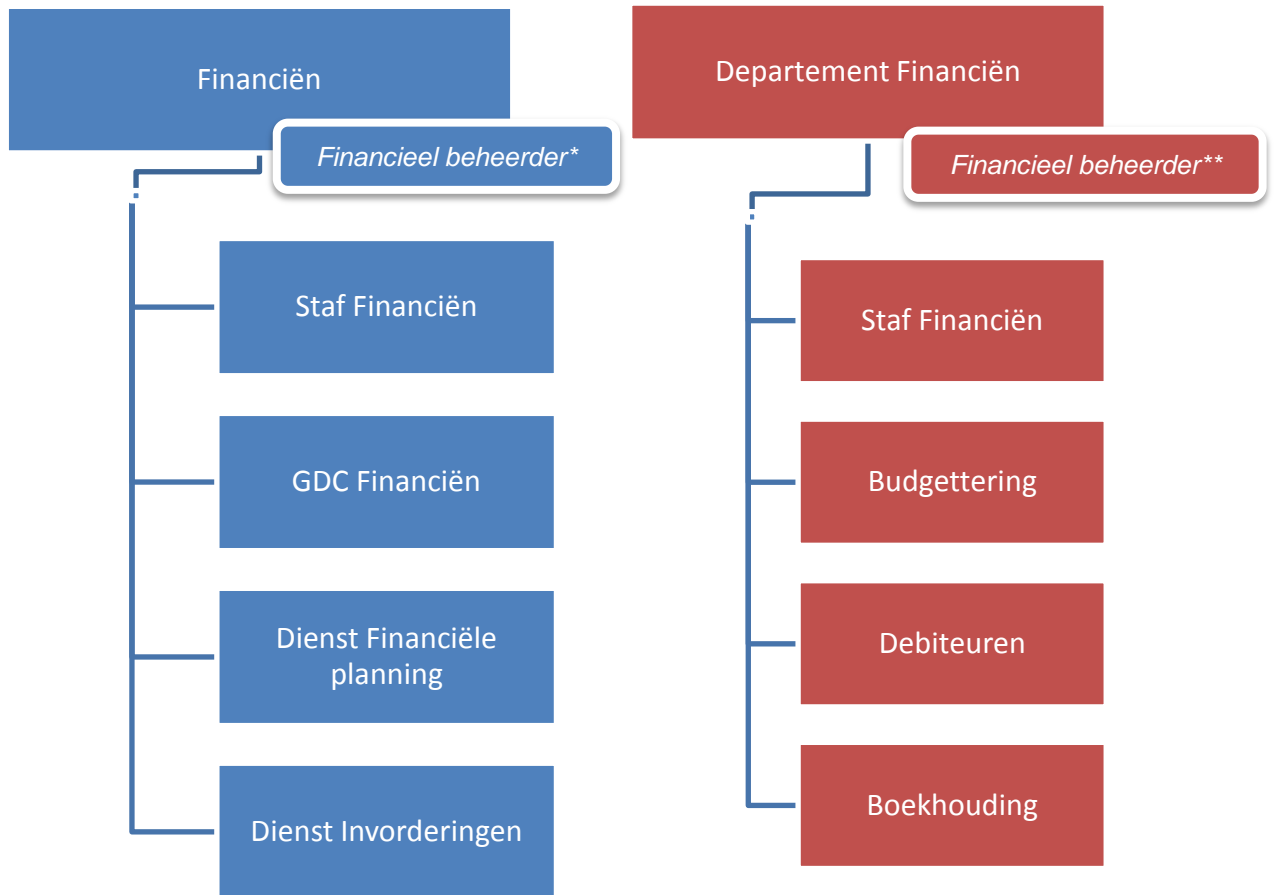 Financiën
Financieel beheerder*
Staf Financiën
GDC Financiën
Dienst Financiële
planning
Dienst Invorderingen
Departement Financiën
Financieel beheerder**
Staf Financiën
Budgettering
Debiteuren
Boekhouding